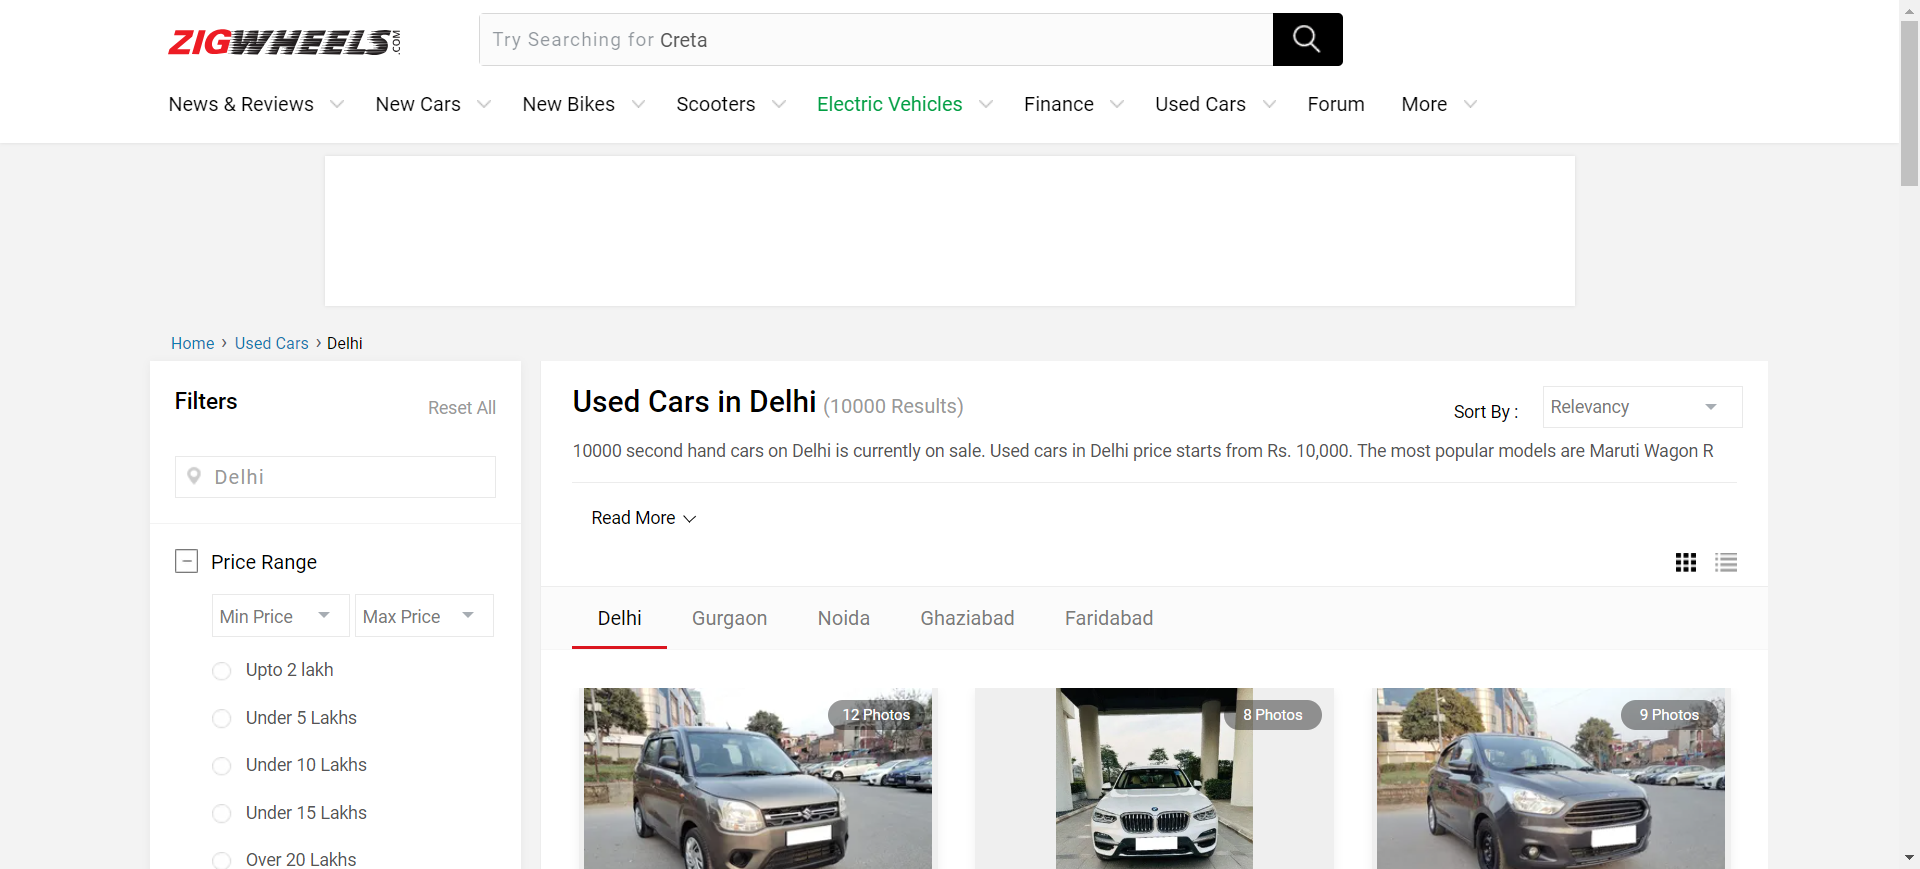 ZIGWHEELS.COM
Try Searching for Creta
News & Reviews
New Cars
New Bikes
Scooters
Electric Vehicles
Finance
Used Cars
Forum
More
Home › Used Cars › Delhi
Filters
Reset All
Delhi
Price Range
Min Price
Max Price
Upto 2 lakh
Under 5 Lakhs
Under 10 Lakhs
Under 15 Lakhs
Over 20 Lakhs
Used Cars in Delhi (10000 Results)
Sort By :
Relevancy
10000 second hand cars on Delhi is currently on sale. Used cars in Delhi price starts from Rs. 10,000. The most popular models are Maruti Wagon R
Read More
Delhi
Gurgaon
Noida
Ghaziabad
Faridabad
12 Photos
8 Photos
9 Photos